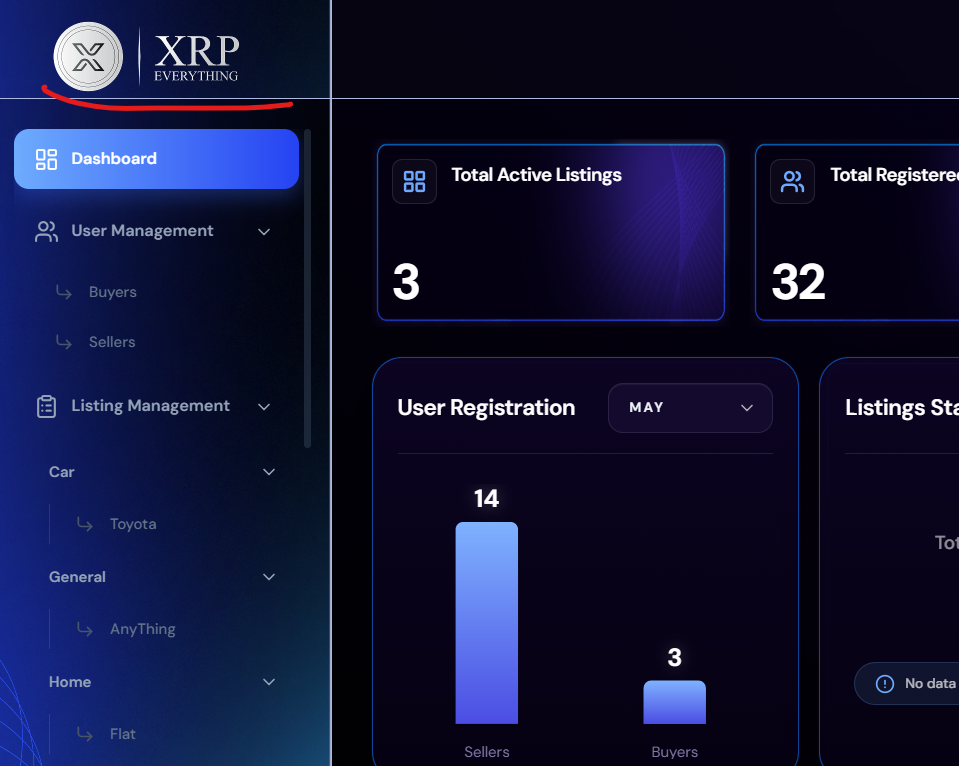 XRP
EVERYTHING
Dashboard
User Management
Buyers
Sellers
Listing Management
Car
Toyota
General
AnyThing
Home
Flat
Total Active Listings
3
Total Registere
32
User Registration
MAY
14
3
Sellers
Buyers
Listings Sta
Tot
No data